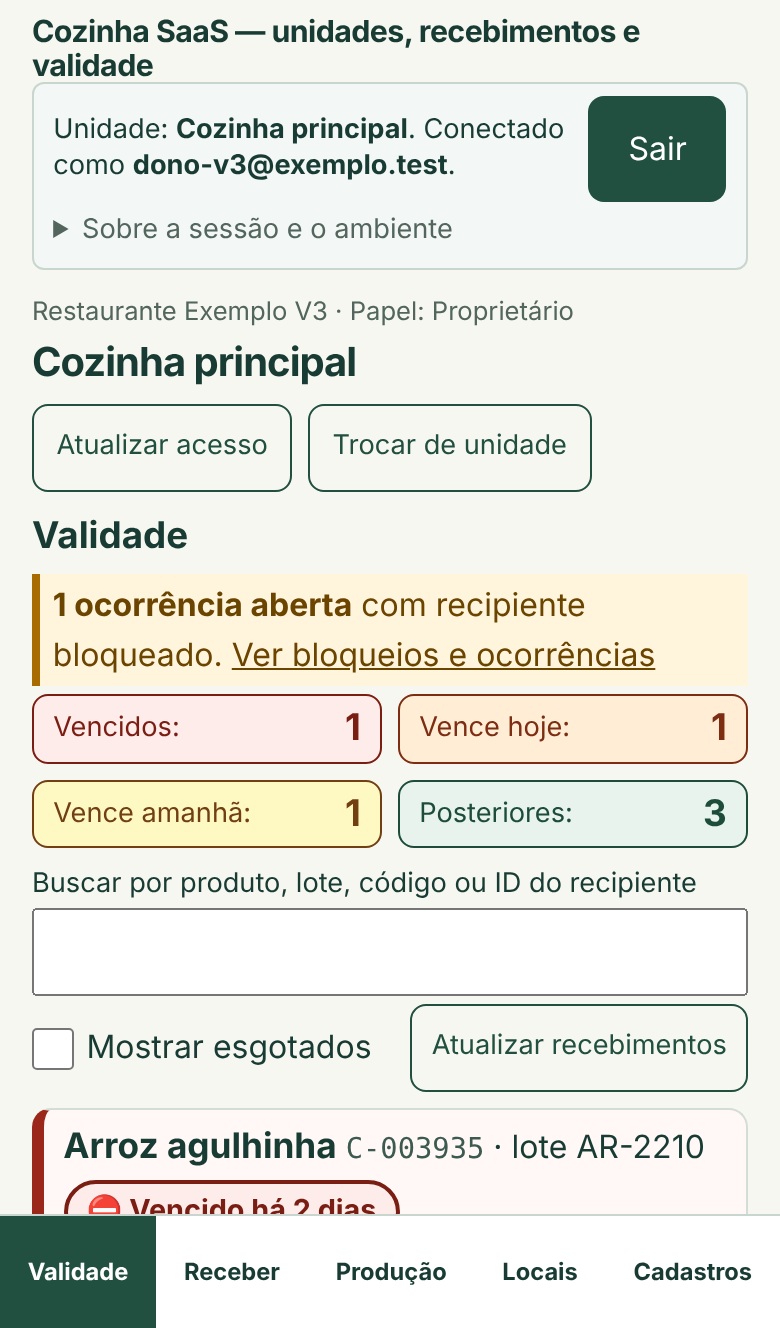 Cozinha SaaS — unidades, recebimentos e
validade
Unidade: Cozinha principal. Conectado
como dono-v3@exemplo.test.
Sair
▶ Sobre a sessão e o ambiente
Restaurante Exemplo V3 · Papel: Proprietário
Cozinha principal
Atualizar acesso
Trocar de unidade
Validade
1 ocorrência aberta com recipiente
bloqueado. Ver bloqueios e ocorrências
Vencidos: 1
Vence hoje: 1
Vence amanhã: 1
Posteriores: 3
Buscar por produto, lote, código ou ID do recipiente
Mostrar esgotados
Atualizar recebimentos
Arroz agulhinha C-003935 · lote AR-2210
⛔ Vencido há 2 dias
Validade
Receber
Produção
Locais
Cadastros